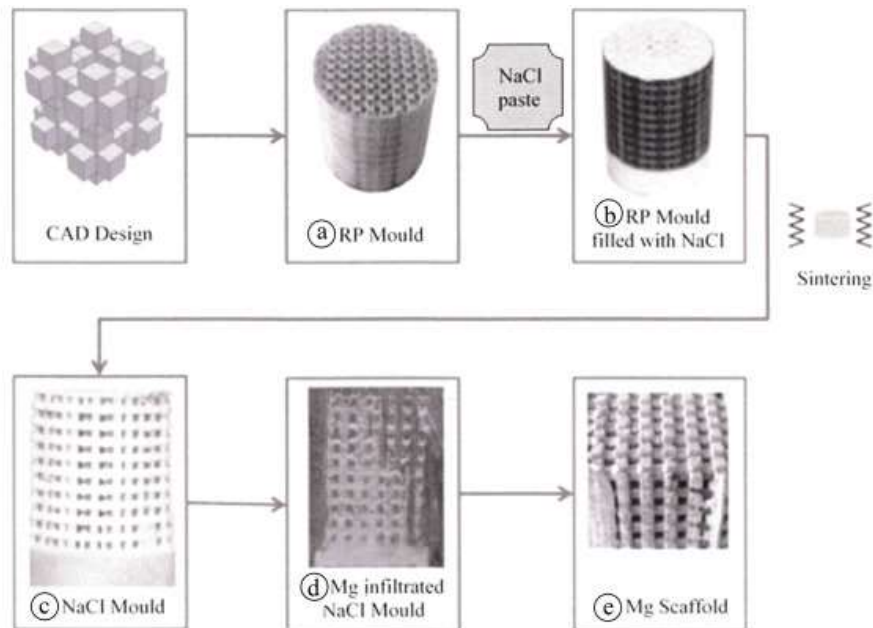 CAD Design
a RP Mould
NaCl
paste
b RP Mould
filled with NaCl
Sintering
c NaCl Mould
d Mg infiltrated
NaCl Mould
e Mg Scaffold